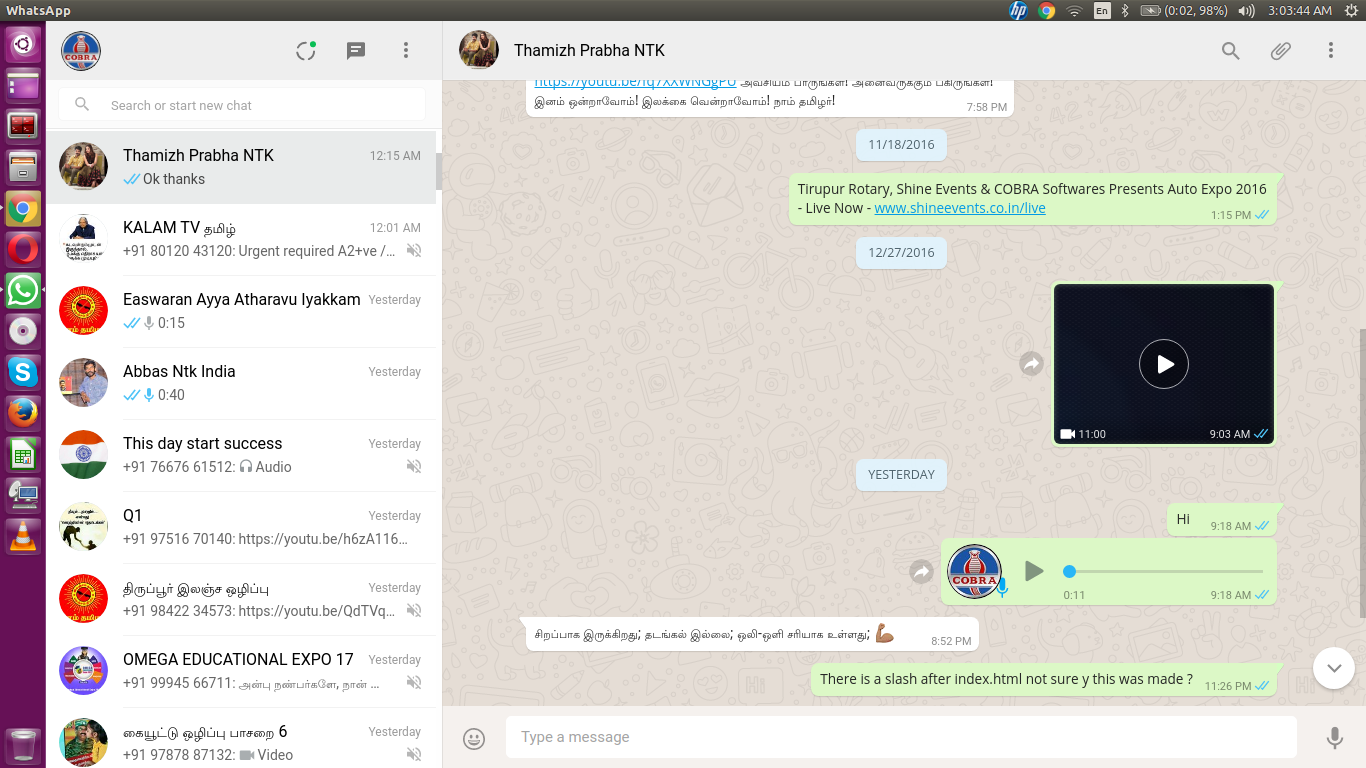 WhatsApp
En
(0:02, 98%)
3:03:44 AM
COBRA
Search or start new chat
Thamizh Prabha NTK
12:15 AM
Ok thanks
KALAM TV தமிழ்
12:01 AM
+91 80120 43120: Urgent required A2+ve /...
Easwaran Ayya Atharavu Iyakkam
Yesterday
0:15
Abbas Ntk India
Yesterday
0:40
This day start success
Yesterday
+91 76676 61512: Audio
Q1
Yesterday
+91 97516 70140: https://youtu.be/h6zA116...
திருப்பூர் இலஞ்ச ஒழிப்பு
Yesterday
+91 98422 34573: https://youtu.be/QdTVq...
OMEGA EDUCATIONAL EXPO 17
Yesterday
+91 99945 66711: அன்பு நண்பர்களே, நான் ...
கையூட்டு ஒழிப்பு பாசறை 6
Yesterday
+91 97878 87132: Video
Thamizh Prabha NTK
அவசியம் பாருங்கள்! அனைவருக்கும் பகிருங்கள்!
இனம் ஒன்றாவோம்! இலக்கை வென்றாவோம்! நாம் தமிழர்!
7:58 PM
11/18/2016
Tirupur Rotary, Shine Events & COBRA Softwares Presents Auto Expo 2016
- Live Now - www.shineevents.co.in/live
1:15 PM
12/27/2016
11:00
9:03 AM
YESTERDAY
Hi
9:18 AM
COBRA
0:11
9:18 AM
சிறப்பாக இருக்கிறது; தடங்கல் இல்லை; ஒலி-ஒளி சரியாக உள்ளது; 💪🏽
8:52 PM
There is a slash after index.html not sure y this was made ?
11:26 PM
Type a message